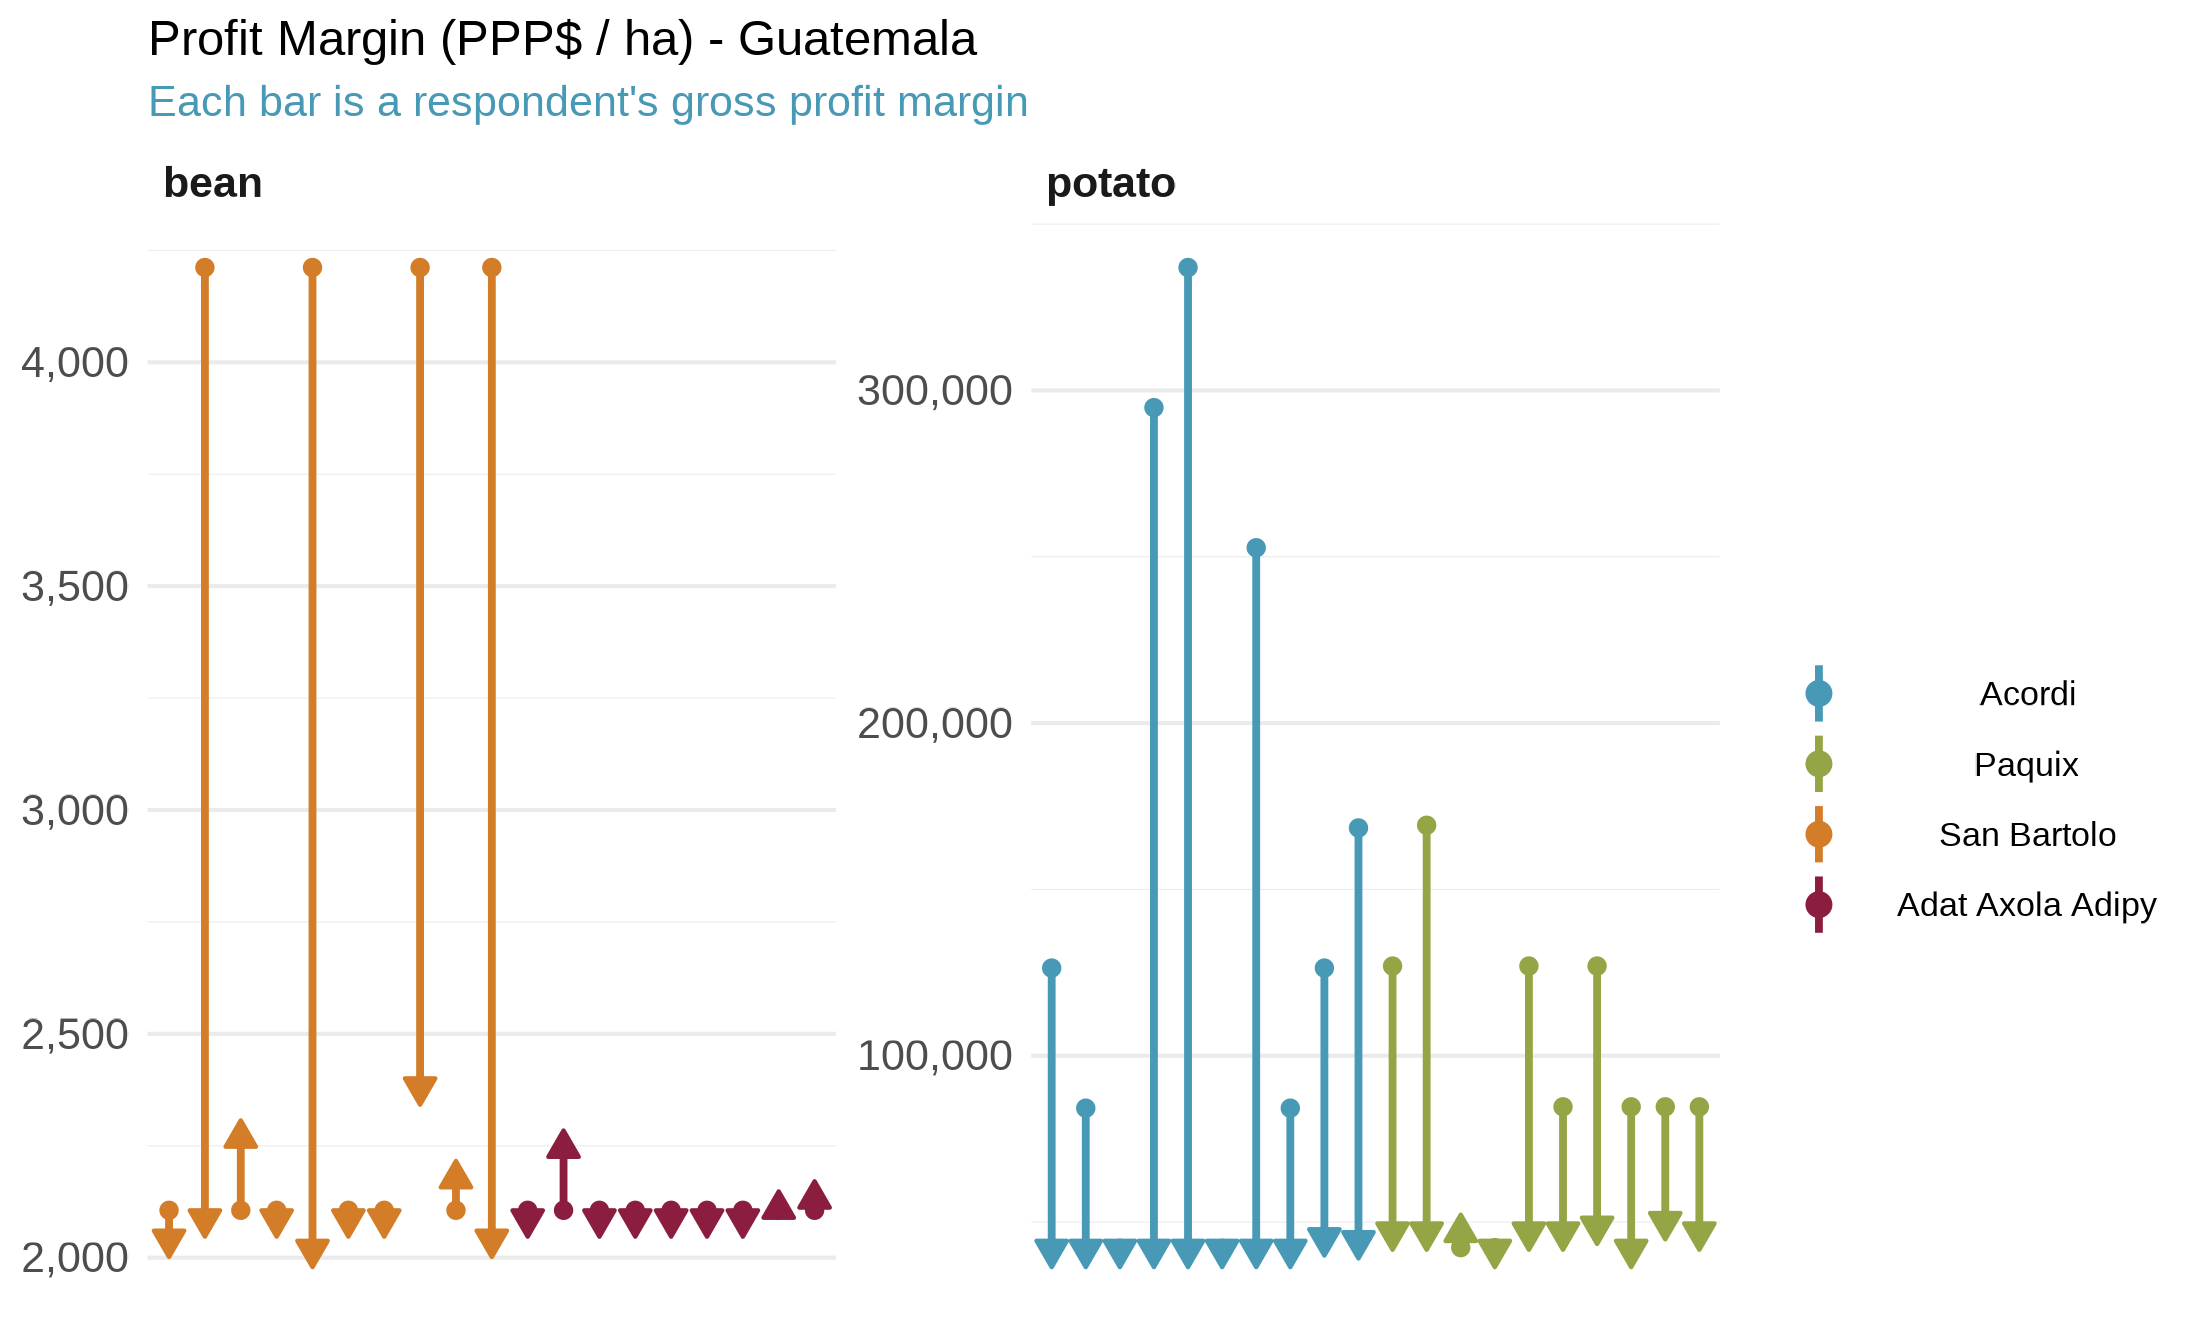 Profit Margin (PPP$ / ha) - Guatemala
Each bar is a respondent's gross profit margin
bean
4,000
3,500
3,000
2,500
2,000
potato
300,000
200,000
100,000
Acordi
Paquix
San Bartolo
Adat Axola Adipy